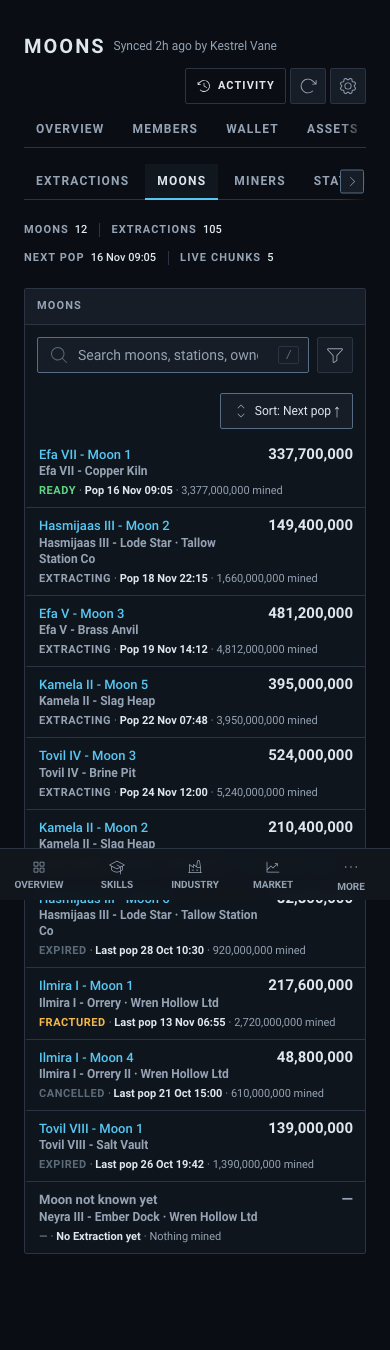 MOONS Synced 2h ago by Kestrel Vane
ACTIVITY
OVERVIEW MEMBERS WALLET ASSETS
EXTRACTIONS MOONS MINERS
MOONS 12 EXTRACTIONS 105
NEXT POP 16 Nov 09:05 LIVE CHUNKS 5
MOONS
Search moons, stations, own /
Sort: Next pop ↑
Efa VII - Moon 1 337,700,000
Efa VII - Copper Kiln
READY · Pop 16 Nov 09:05 · 3,377,000,000 mined
Hasmijaas III - Moon 2 149,400,000
Hasmijaas III - Lode Star · Tallow
Station Co
EXTRACTING · Pop 18 Nov 22:15 · 1,660,000,000 mined
Efa V - Moon 3 481,200,000
Efa V - Brass Anvil
EXTRACTING · Pop 19 Nov 14:12 · 4,812,000,000 mined
Kamela II - Moon 5 395,000,000
Kamela II - Slag Heap
EXTRACTING · Pop 22 Nov 07:48 · 3,950,000,000 mined
Tovil IV - Moon 3 524,000,000
Tovil IV - Brine Pit
EXTRACTING · Pop 24 Nov 12:00 · 5,240,000,000 mined
Kamela II - Moon 2 210,400,000
Kamela II - Slag Heap
OVERVIEW SKILLS INDUSTRY MARKET MORE
Hasmijaas III - Lode Star · Tallow Station
Co
EXPIRED · Last pop 28 Oct 10:30 · 920,000,000 mined
Ilmira I - Moon 1 217,600,000
Ilmira I - Orrery · Wren Hollow Ltd
FRACTURED · Last pop 13 Nov 06:55 · 2,720,000,000 mined
Ilmira I - Moon 4 48,800,000
Ilmira I - Orrery II · Wren Hollow Ltd
CANCELLED · Last pop 21 Oct 15:00 · 610,000,000 mined
Tovil VIII - Moon 1 139,000,000
Tovil VIII - Salt Vault
EXPIRED · Last pop 26 Oct 19:42 · 1,390,000,000 mined
Moon not known yet —
Neyra III - Ember Dock · Wren Hollow Ltd
— · No Extraction yet · Nothing mined